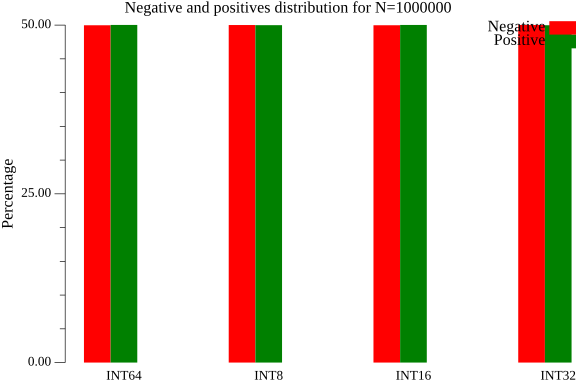 Negative and positives distribution for N=1000000
50.00
Negative
Positive
Percentage
25.00
0.00
INT64
INT8
INT16
INT32